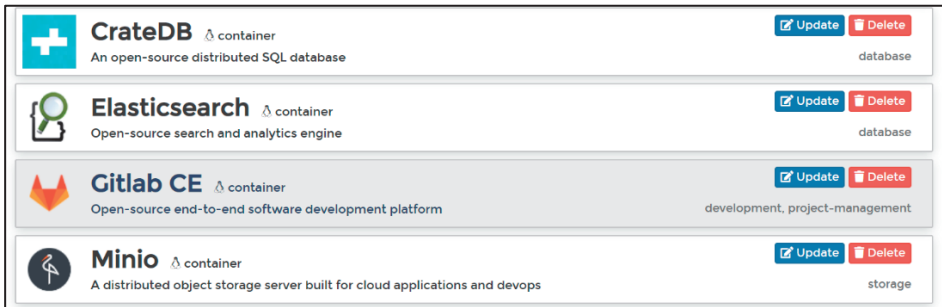 CrateDB container Update Delete
An open-source distributed SQL database database
Elasticsearch container Update Delete
Open-source search and analytics engine database
Gitlab CE container Update Delete
Open-source end-to-end software development platform development, project-management
Minio container Update Delete
A distributed object storage server built for cloud applications and devops storage